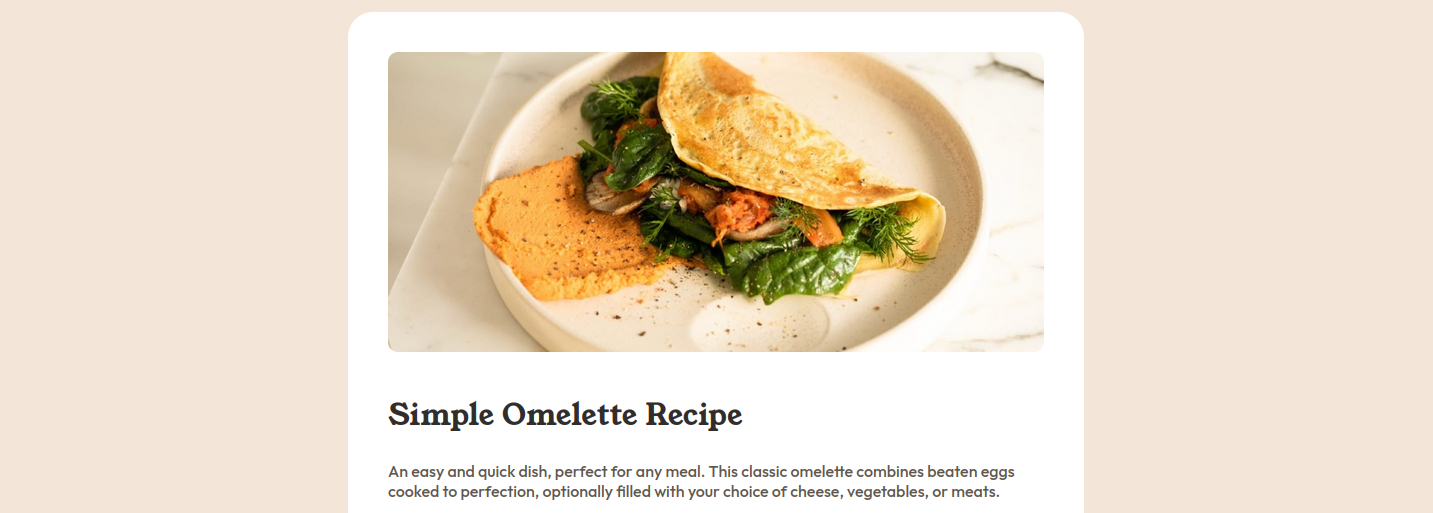 Simple Omelette Recipe
An easy and quick dish, perfect for any meal. This classic omelette combines beaten eggs
cooked to perfection, optionally filled with your choice of cheese, vegetables, or meats.